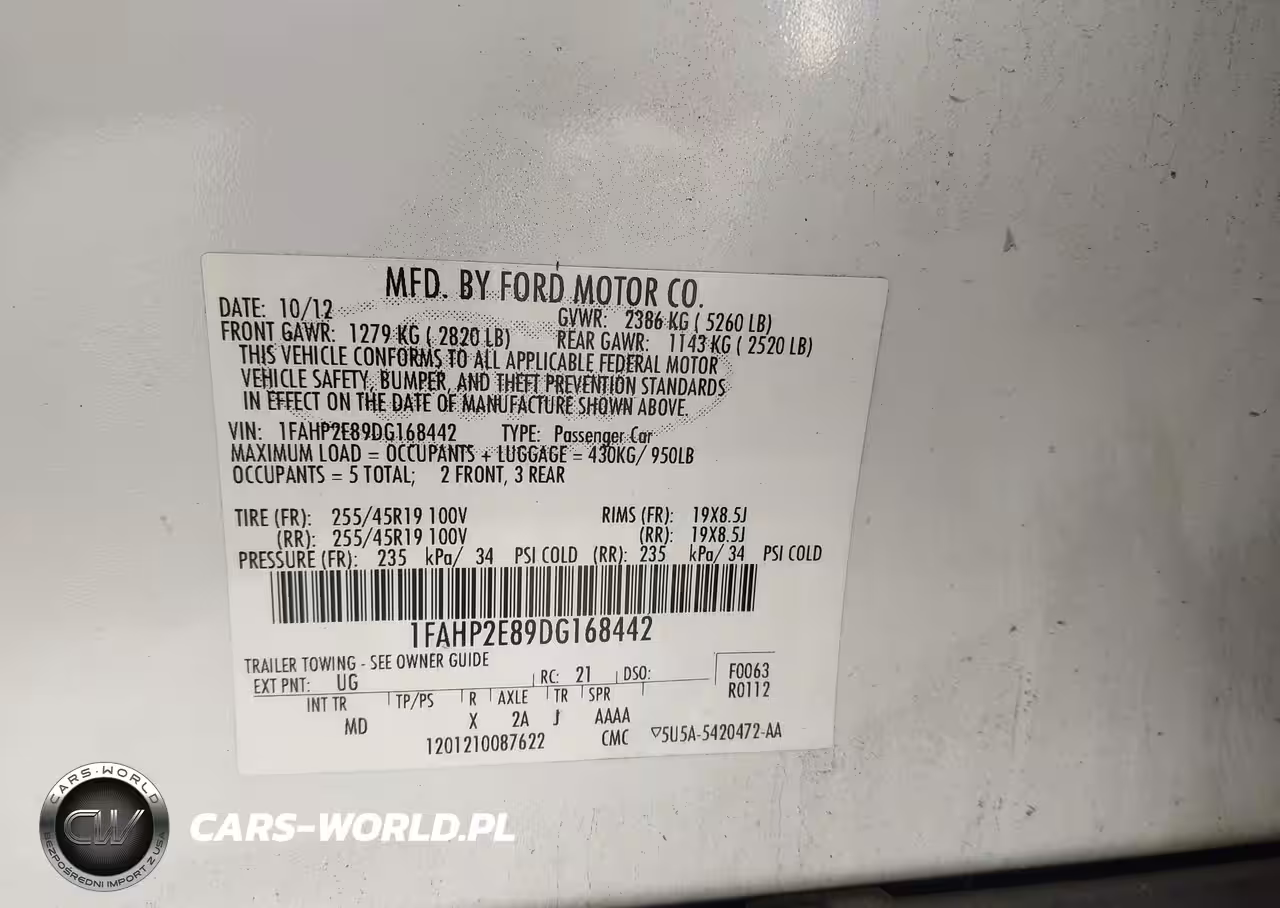 MFD. BY FORD MOTOR CO.
DATE: 10/12 GVWR: 2386 KG ( 5260 LB)
FRONT GAWR: 1279 KG ( 2820 LB) REAR GAWR: 1143 KG ( 2520 LB)
THIS VEHICLE CONFORMS TO ALL APPLICABLE FEDERAL MOTOR
VEHICLE SAFETY, BUMPER, AND THEFT PREVENTION STANDARDS
IN EFFECT ON THE DATE OF MANUFACTURE SHOWN ABOVE.
VIN: 1FAHP2E89DG168442 TYPE: Passenger Car
MAXIMUM LOAD = OCCUPANTS + LUGGAGE = 430KG/ 950LB
OCCUPANTS = 5 TOTAL; 2 FRONT, 3 REAR
TIRE (FR): 255/45R19 100V RIMS (FR): 19X8.5J
(RR): 255/45R19 100V (RR): 19X8.5J
PRESSURE (FR): 235 kPa/ 34 PSI COLD (RR): 235 kPa/ 34 PSI COLD
1FAHP2E89DG168442
TRAILER TOWING - SEE OWNER GUIDE
EXT PNT: UG RC: 21 DSO: F0063
R0112
INT TR TP/PS R AXLE TR SPR
MD X 2A J AAAA
1201210087622 CMC ▽5U5A-5420472-AA
CARS-WORLD
CW
BEZPOŚREDNI IMPORT Z USA
CARS-WORLD.PL